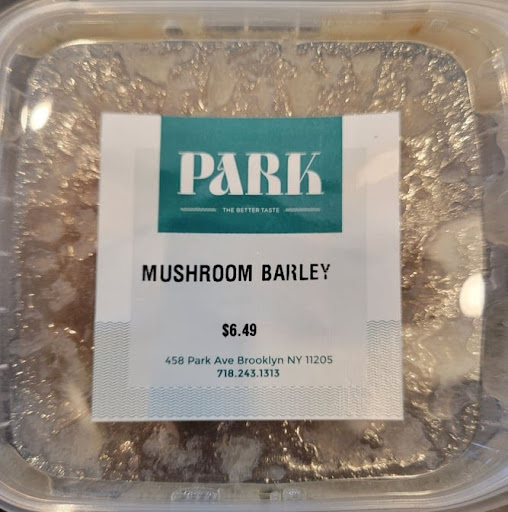 PARK
THE BETTER TASTE
MUSHROOM BARLEY
$6.49
458 Park Ave Brooklyn NY 11205
718.243.1313